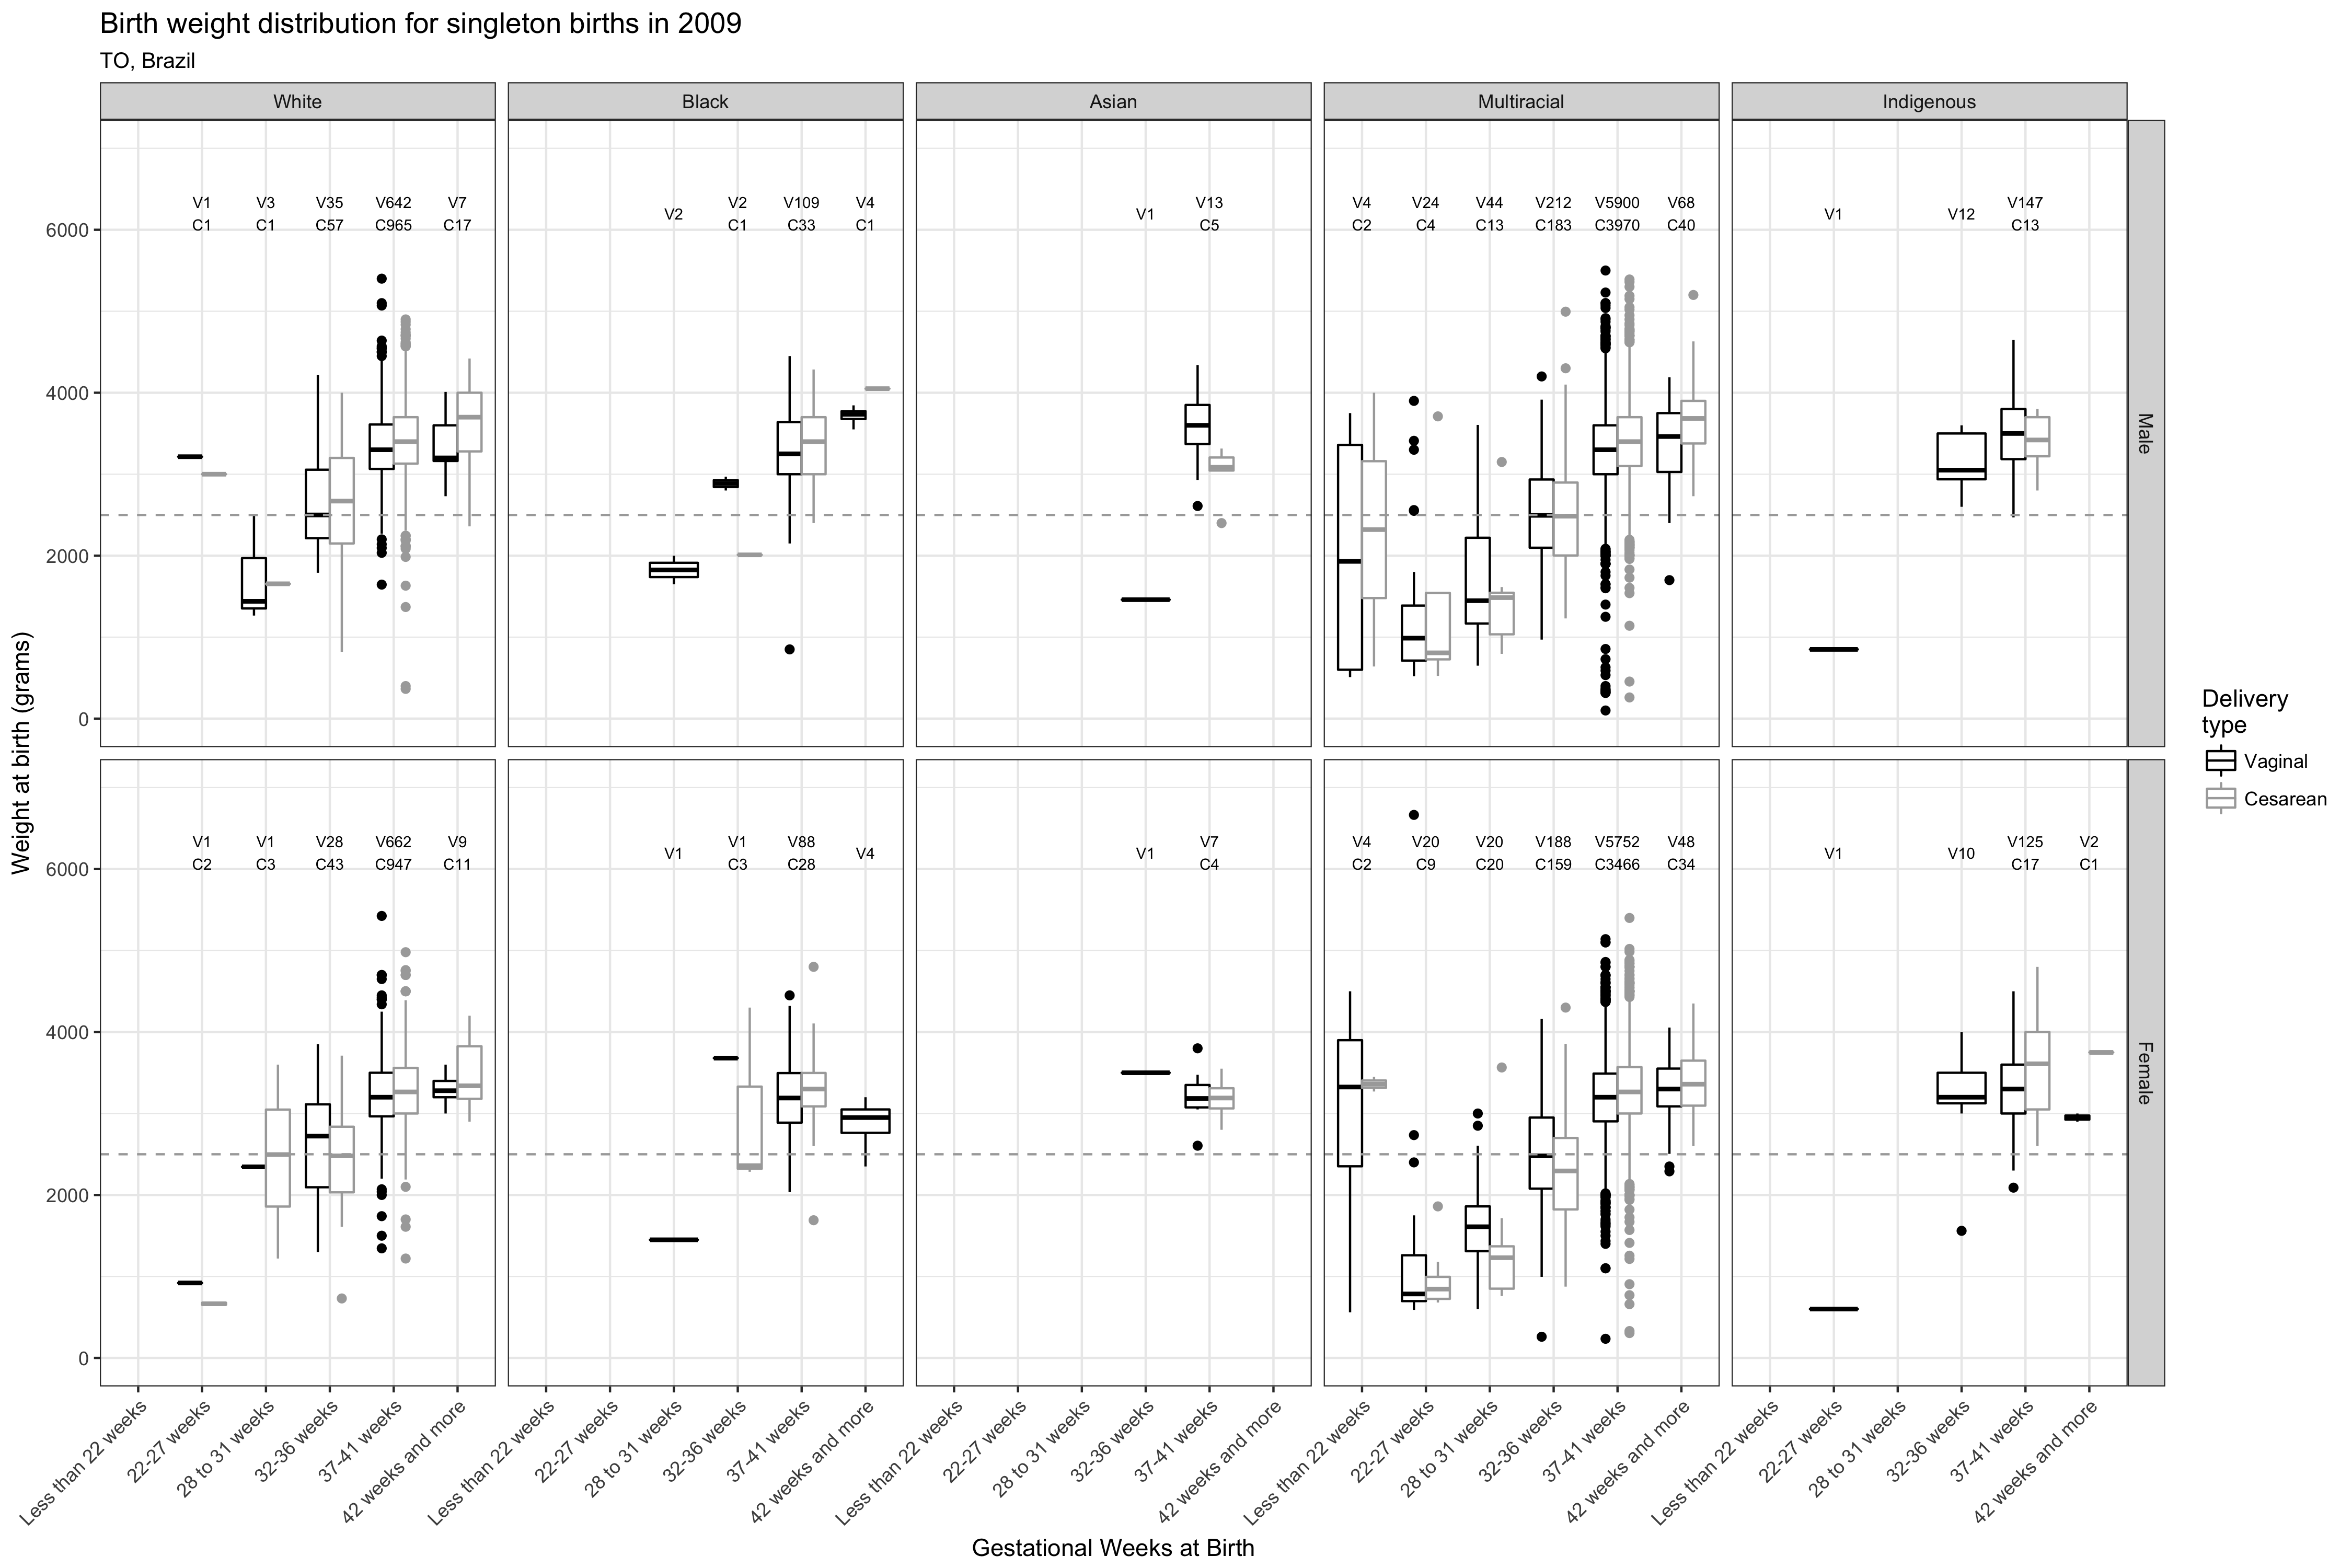 Birth weight distribution for singleton births in 2009
TO, Brazil
White
Black
Asian
Multiracial
Indigenous
V1 V3 V35 V642 V7
C1 C1 C57 C965 C17
V2 V2 V109 V4
C1 C33 C1
V1 V13
C5
V4 V24 V44 V212 V5900 V68
C2 C4 C13 C183 C3970 C40
V1 V12 V147
C13
6000
4000
2000
0
Male
V1 V1 V28 V662 V9
C2 C3 C43 C947 C11
V1 V1 V88 V4
C3 C28
V1 V7
C4
V4 V20 V20 V188 V5752 V48
C2 C9 C20 C159 C3466 C34
V1 V10 V125 V2
C17 C1
6000
4000
2000
0
Female
Weight at birth (grams)
Less than 22 weeks
22-27 weeks
28 to 31 weeks
32-36 weeks
37-41 weeks
42 weeks and more
Less than 22 weeks
22-27 weeks
28 to 31 weeks
32-36 weeks
37-41 weeks
42 weeks and more
Less than 22 weeks
22-27 weeks
28 to 31 weeks
32-36 weeks
37-41 weeks
42 weeks and more
Less than 22 weeks
22-27 weeks
28 to 31 weeks
32-36 weeks
37-41 weeks
42 weeks and more
Less than 22 weeks
22-27 weeks
28 to 31 weeks
32-36 weeks
37-41 weeks
42 weeks and more
Gestational Weeks at Birth
Delivery
type
Vaginal
Cesarean